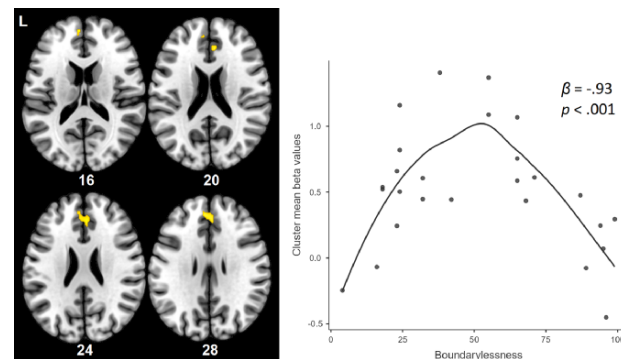 L
16
20
24
28
β = -.93
p < .001
Cluster mean beta values
1.0
0.5
0.0
-0.5
0
25
50
75
100
Boundarylessness